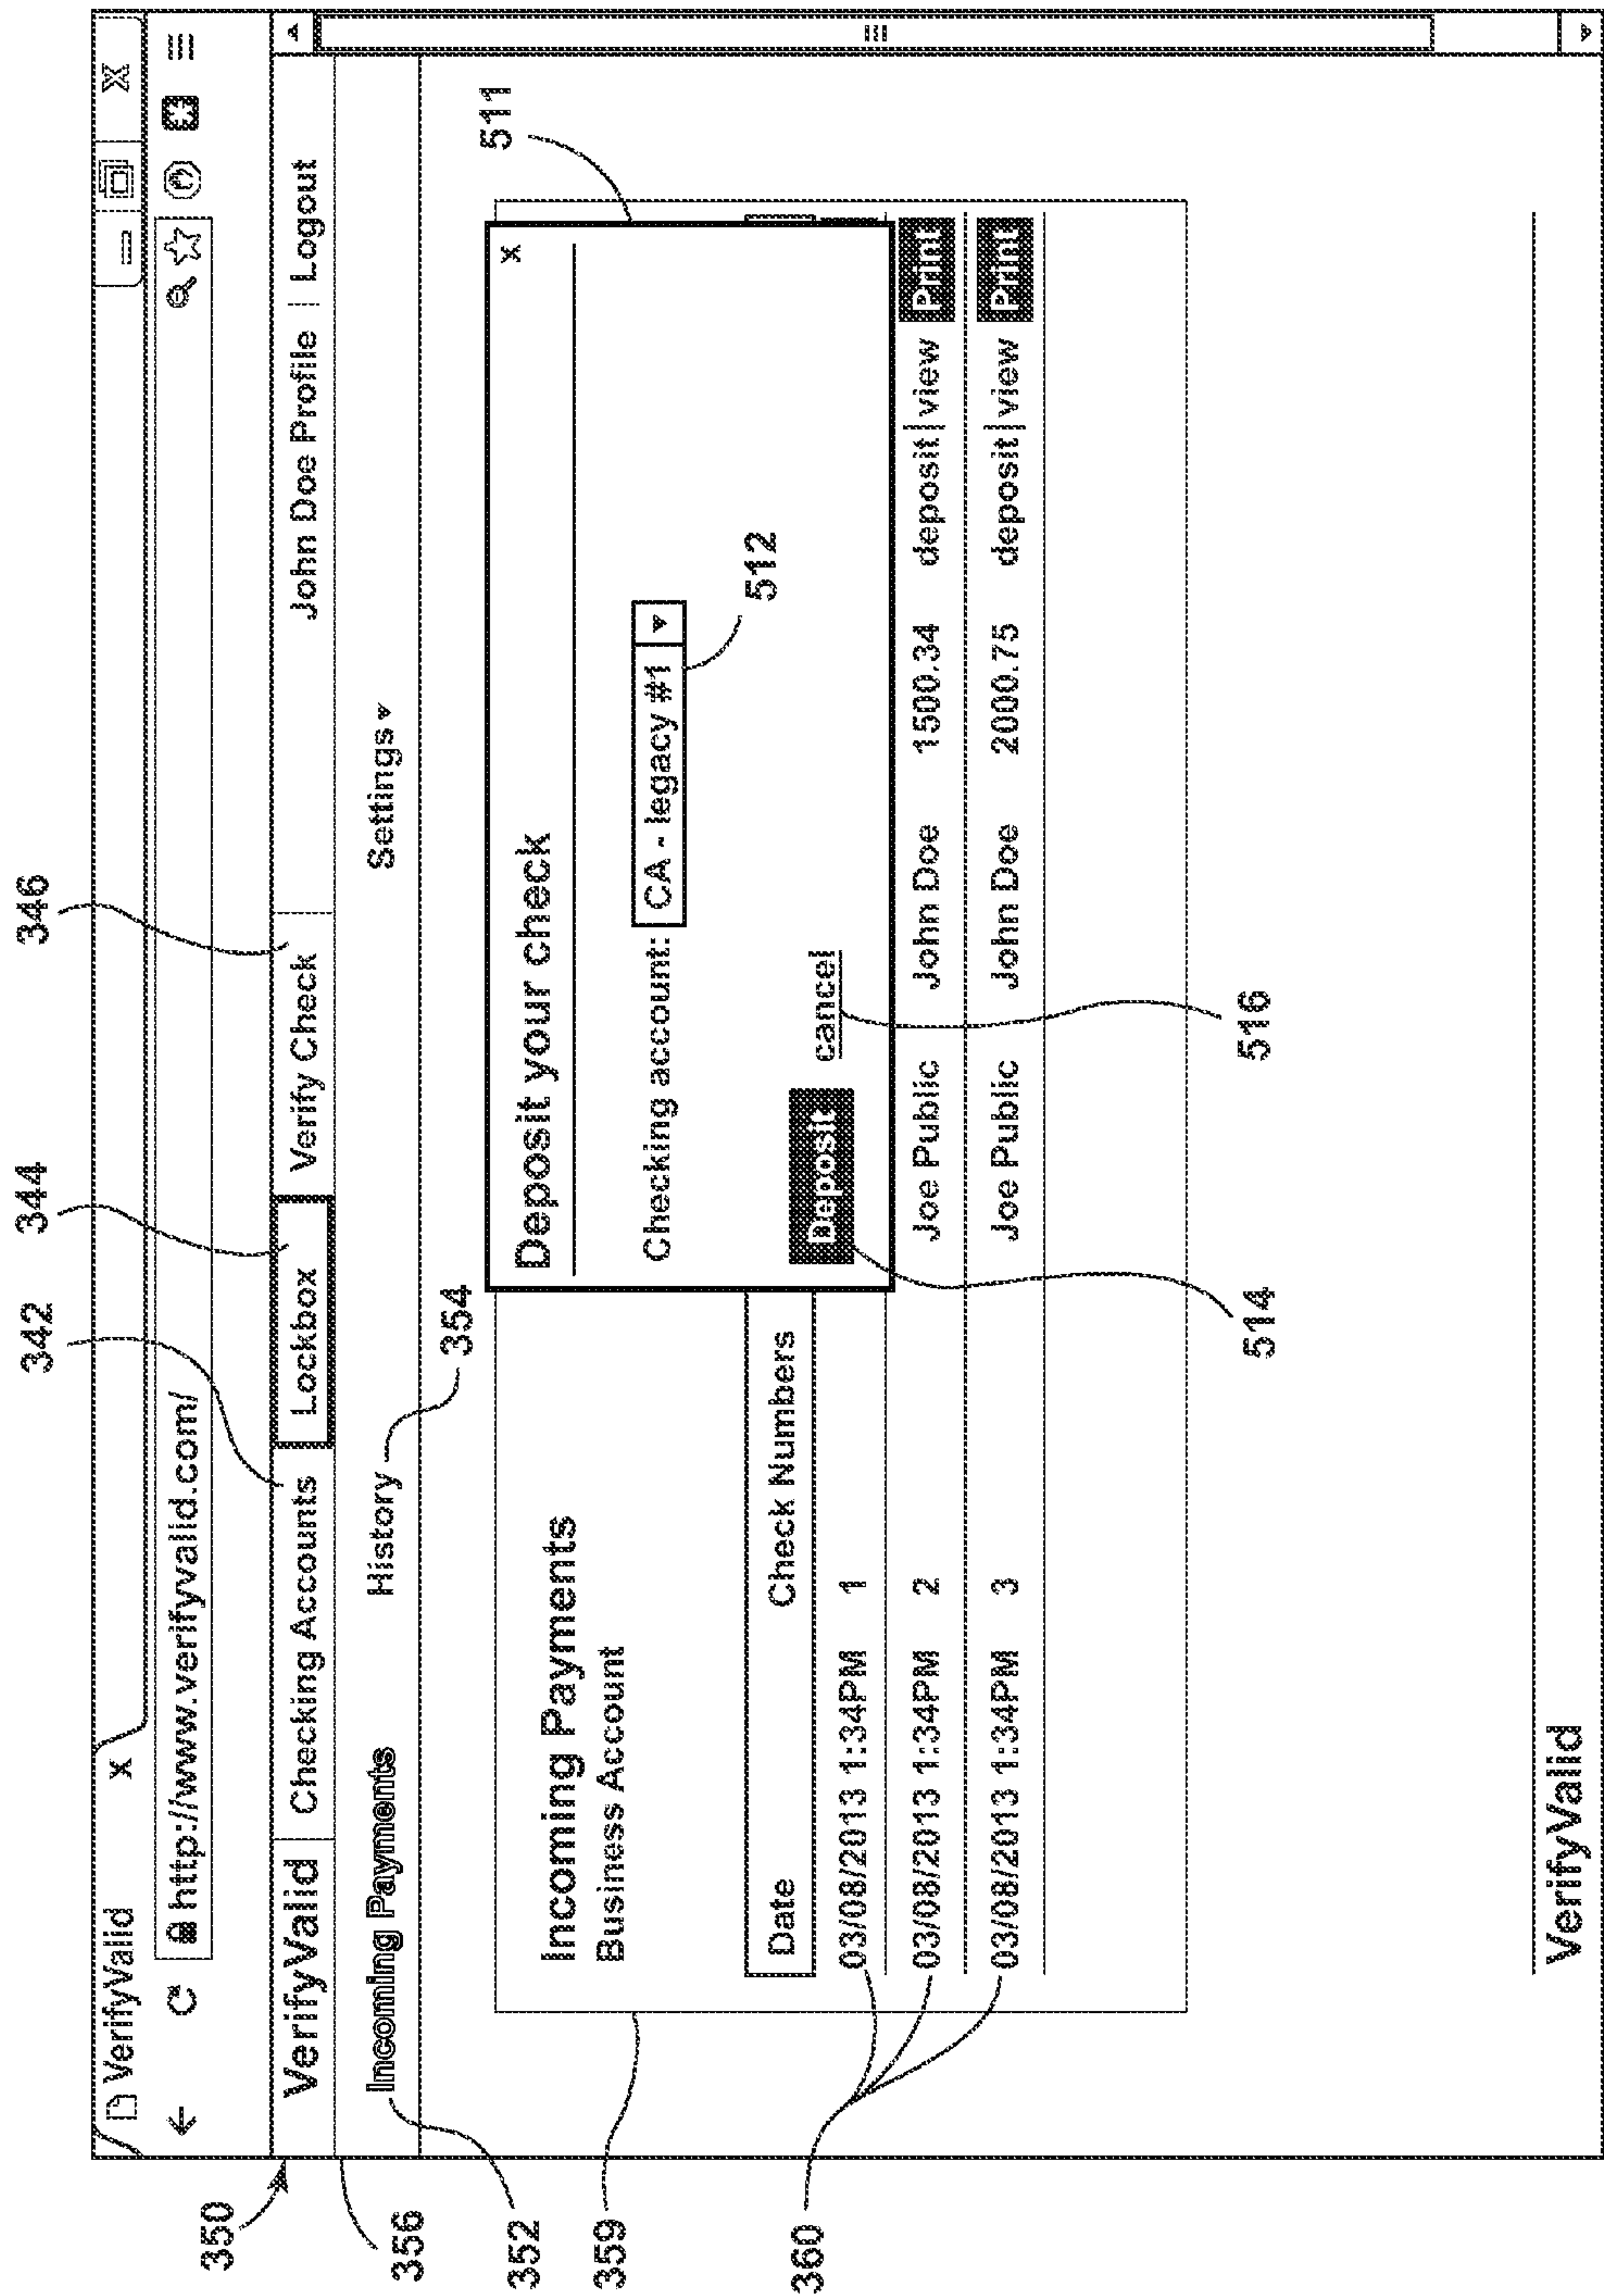 342
344
346
VerifyValid x
X
http://www.verifyvalid.com/
VerifyValid Checking Accounts Lockbox Verify Check John Doe Profile | Logout
350
356
Incoming Payments History Settings
352
354
511
Incoming Payments
Business Account
359
Deposit your check x
Checking account: CA - legacy #1
512
Deposit cancel
Date Check Numbers
03/08/2013 1:34PM 1
03/08/2013 1:34PM 2 Joe Public John Doe 1500.34 deposit | view Print
03/08/2013 1:34PM 3 Joe Public John Doe 2000.75 deposit | view Print
360
514
516
VerifyValid